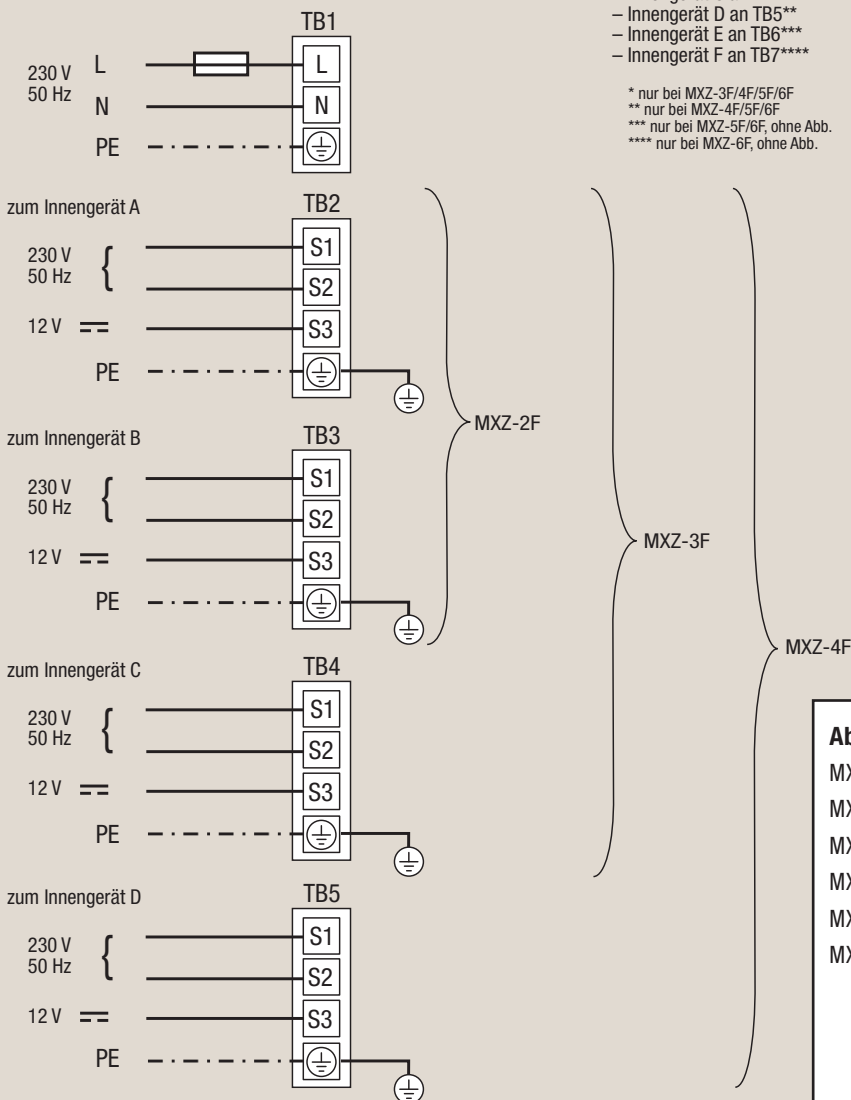 – Innengerät D an TB5**
– Innengerät E an TB6***
– Innengerät F an TB7****
* nur bei MXZ-3F/4F/5F/6F
** nur bei MXZ-4F/5F/6F
*** nur bei MXZ-5F/6F, ohne Abb.
**** nur bei MXZ-6F, ohne Abb.
TB1
230 V
50 Hz
L
L
N
N
PE
zum Innengerät A
TB2
230 V
50 Hz
S1
S2
12 V
S3
PE
MXZ-2F
zum Innengerät B
TB3
230 V
50 Hz
S1
S2
12 V
S3
PE
MXZ-3F
zum Innengerät C
TB4
230 V
50 Hz
S1
S2
12 V
S3
PE
MXZ-4F
zum Innengerät D
TB5
230 V
50 Hz
S1
S2
12 V
S3
PE